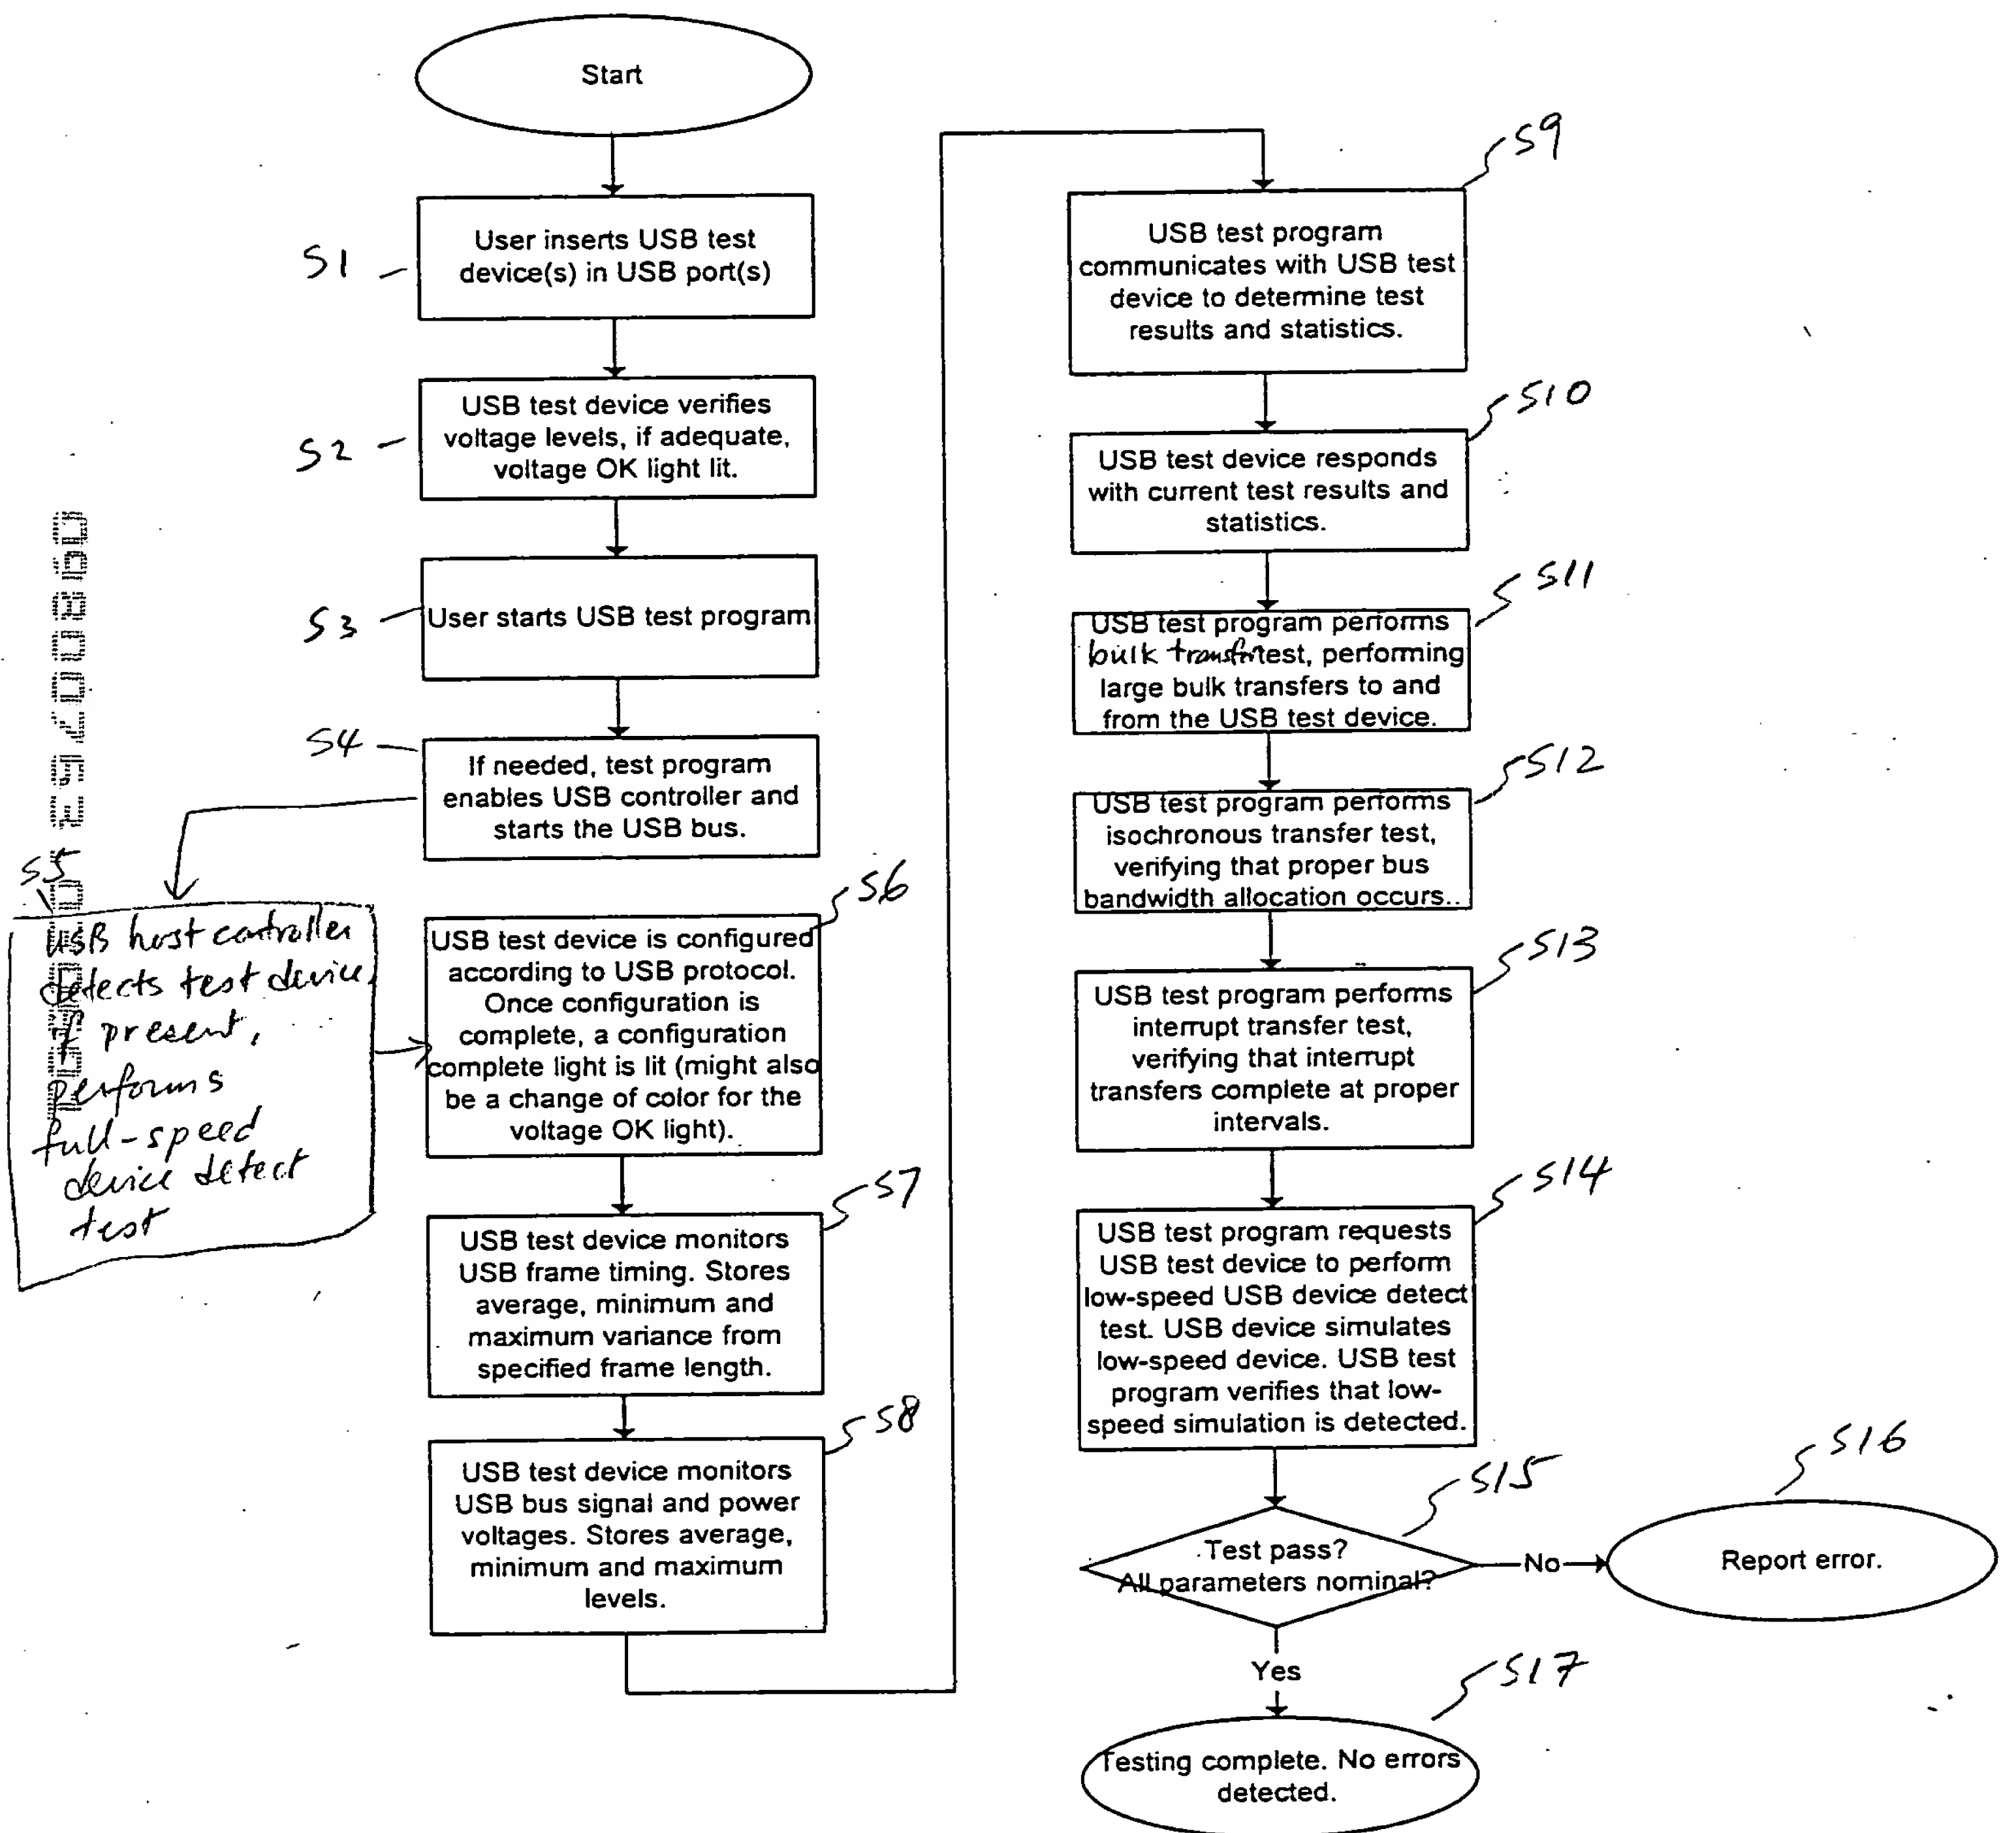 Start
S1
User inserts USB test
device(s) in USB port(s)
S2
USB test device verifies
voltage levels, if adequate,
voltage OK light lit.
S3
User starts USB test program
S4
If needed, test program
enables USB controller and
starts the USB bus.
S5
USB host controller
detects test device,
if present,
performs
full-speed
device detect
test
S6
USB test device is configured
according to USB protocol.
Once configuration is
complete, a configuration
complete light is lit (might also
be a change of color for the
voltage OK light).
S7
USB test device monitors
USB frame timing. Stores
average, minimum and
maximum variance from
specified frame length.
S8
USB test device monitors
USB bus signal and power
voltages. Stores average,
minimum and maximum
levels.
S9
USB test program
communicates with USB test
device to determine test
results and statistics.
S10
USB test device responds
with current test results and
statistics.
S11
USB test program performs
bulk transfer test, performing
large bulk transfers to and
from the USB test device.
S12
USB test program performs
isochronous transfer test,
verifying that proper bus
bandwidth allocation occurs..
S13
USB test program performs
interrupt transfer test,
verifying that interrupt
transfers complete at proper
intervals.
S14
USB test program requests
USB test device to perform
low-speed USB device detect
test. USB device simulates
low-speed device. USB test
program verifies that low-
speed simulation is detected.
S15
Test pass?
All parameters nominal?
No
S16
Report error.
Yes
S17
Testing complete. No errors
detected.